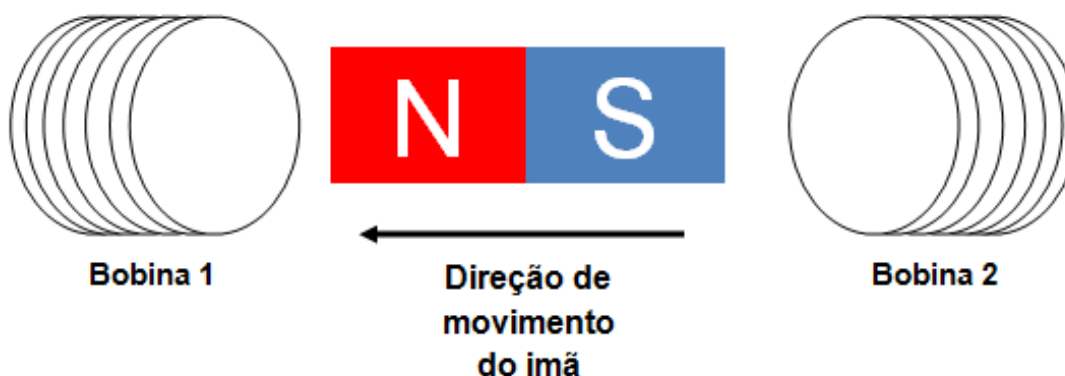 N S
Bobina 1
Direção de
movimento
do imã
Bobina 2